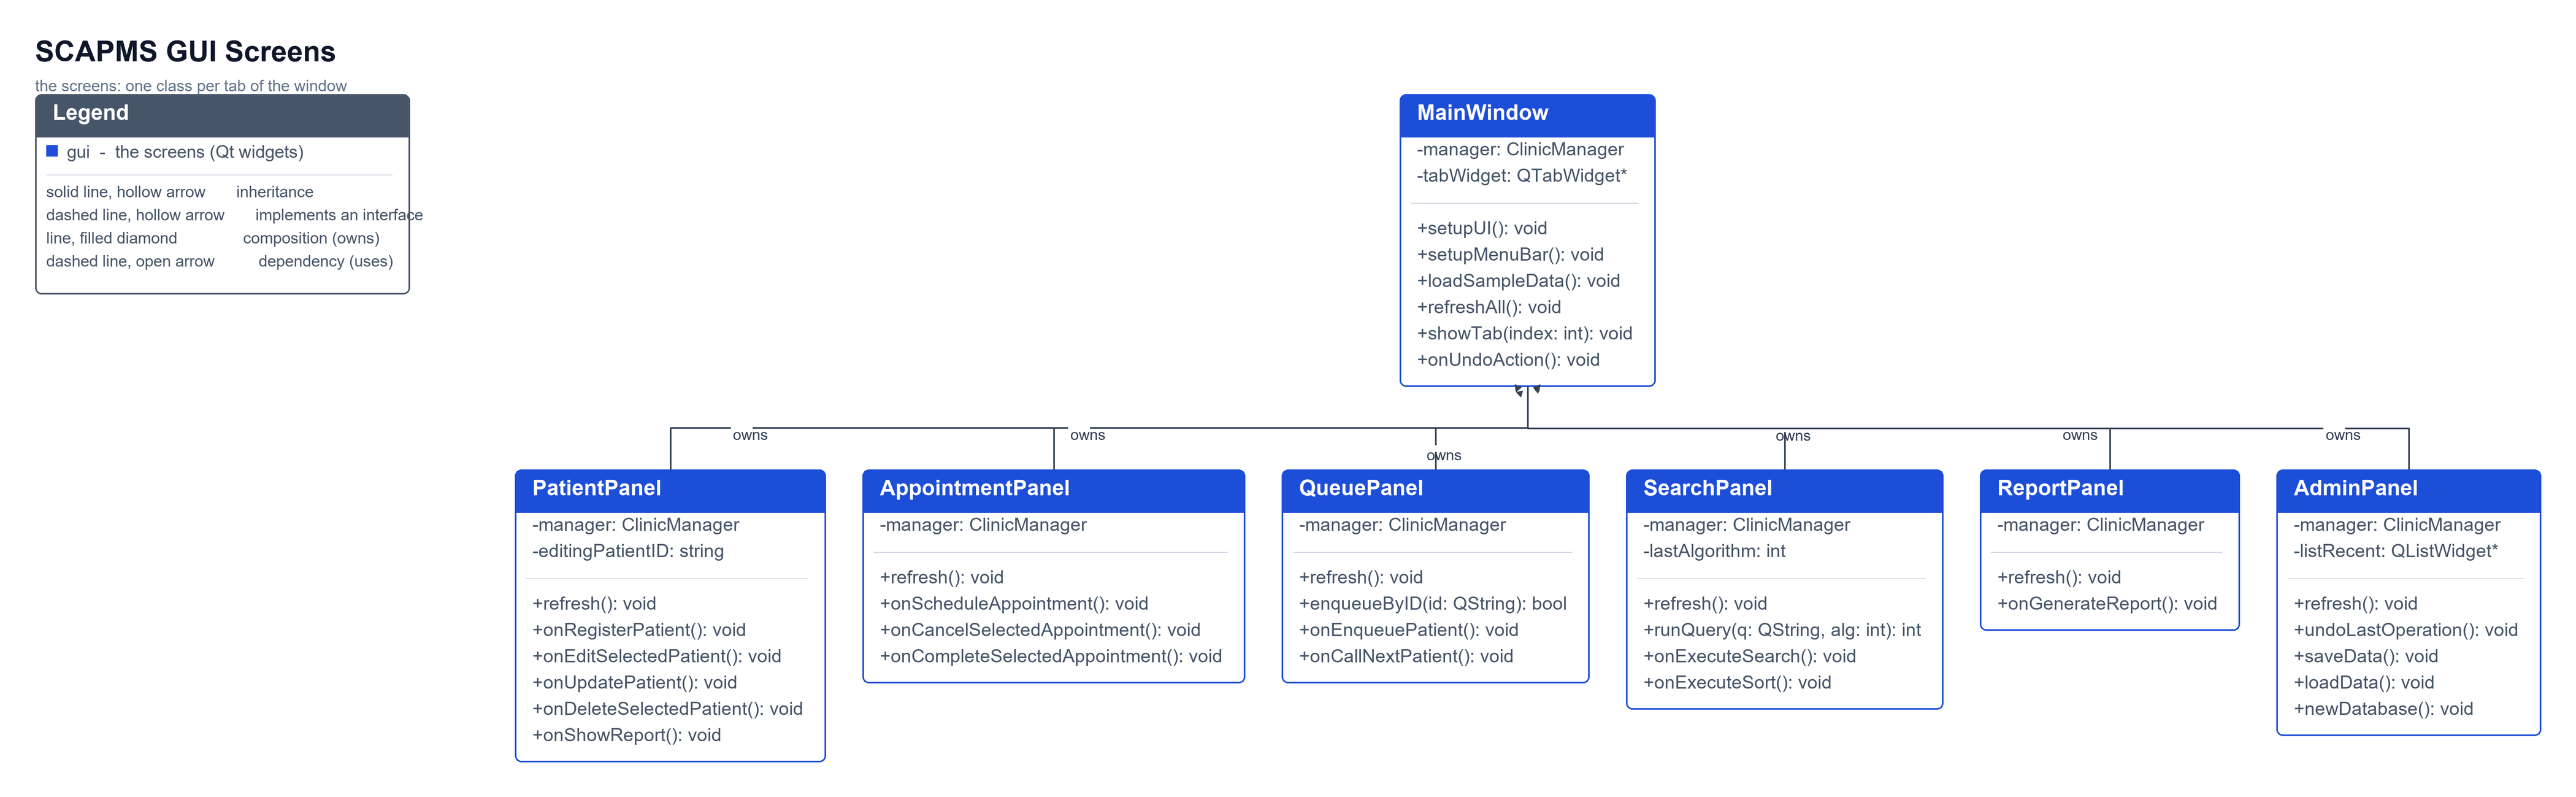 SCAPMS GUI Screens
the screens: one class per tab of the window
Legend
gui - the screens (Qt widgets)
solid line, hollow arrow inheritance
dashed line, hollow arrow implements an interface
line, filled diamond composition (owns)
dashed line, open arrow dependency (uses)
MainWindow
-manager: ClinicManager
-tabWidget: QTabWidget*
+setupUI(): void
+setupMenuBar(): void
+loadSampleData(): void
+refreshAll(): void
+showTab(index: int): void
+onUndoAction(): void
owns
owns
owns
owns
owns
owns
PatientPanel
-manager: ClinicManager
-editingPatientID: string
+refresh(): void
+onRegisterPatient(): void
+onEditSelectedPatient(): void
+onUpdatePatient(): void
+onDeleteSelectedPatient(): void
+onShowReport(): void
AppointmentPanel
-manager: ClinicManager
+refresh(): void
+onScheduleAppointment(): void
+onCancelSelectedAppointment(): void
+onCompleteSelectedAppointment(): void
QueuePanel
-manager: ClinicManager
+refresh(): void
+enqueueByID(id: QString): bool
+onEnqueuePatient(): void
+onCallNextPatient(): void
SearchPanel
-manager: ClinicManager
-lastAlgorithm: int
+refresh(): void
+runQuery(q: QString, alg: int): int
+onExecuteSearch(): void
+onExecuteSort(): void
ReportPanel
-manager: ClinicManager
+refresh(): void
+onGenerateReport(): void
AdminPanel
-manager: ClinicManager
-listRecent: QListWidget*
+refresh(): void
+undoLastOperation(): void
+saveData(): void
+loadData(): void
+newDatabase(): void